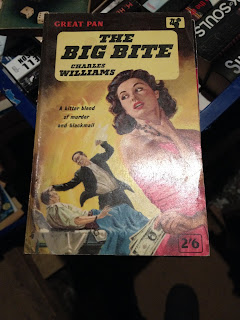 GREAT PAN
THE
BIG BITE
CHARLES
WILLIAMS
A bitter blend
of murder
and blackmail
2'6